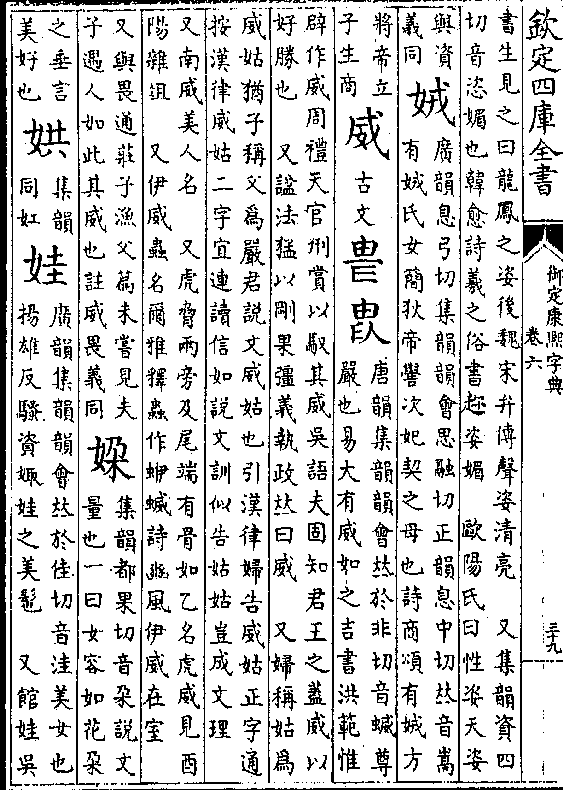 欽定四庫全書
御定康熙字典
卷六
三十九
書生見之曰龍鳳之姿後魏宋弁傳聲姿清亮 又集韻資四
切音恣媚也韓愈詩羲之俗書趁姿媚 歐陽氏曰性姿天姿
與資
義同
娀
廣韻息弓切集韻韻會思融切正韻息中切𠀤音嵩
有娀氏女簡狄帝嚳次妃契之母也詩商頌有娀方
將帝立
子生商
威
古文
唐韻集韻韻會𠀤於非切音蝛尊
嚴也易大有威如之吉書洪範惟
辟作威周禮天官刑賞以馭其威吳語夫固知君王之蓋威以
好勝也 又諡法猛以剛果彊義執政𠀤曰威 又婦稱姑爲
威姑猶子稱父爲嚴君說文威姑也引漢律婦告威姑正字通
按漢律威姑二字宜連讀信如說文訓似告姑姑豈成文理
又南威美人名 又虎脅兩旁及尾端有骨如乙名虎威見酉
陽雜俎 又伊威蟲名爾雅釋蟲作蛜蝛詩豳風伊威在室
又與畏通莊子漁父篇未嘗見夫
子遇人如此其威也註威畏義同
㛊
集韻都果切音朶說文
量也一曰女容如花朶
之垂言
美好也
娂
集韻
同妅
娃
廣韻集韻韻會𠀤於佳切音洼美女也
揚雄反騷資娵娃之美髢 又館娃吳